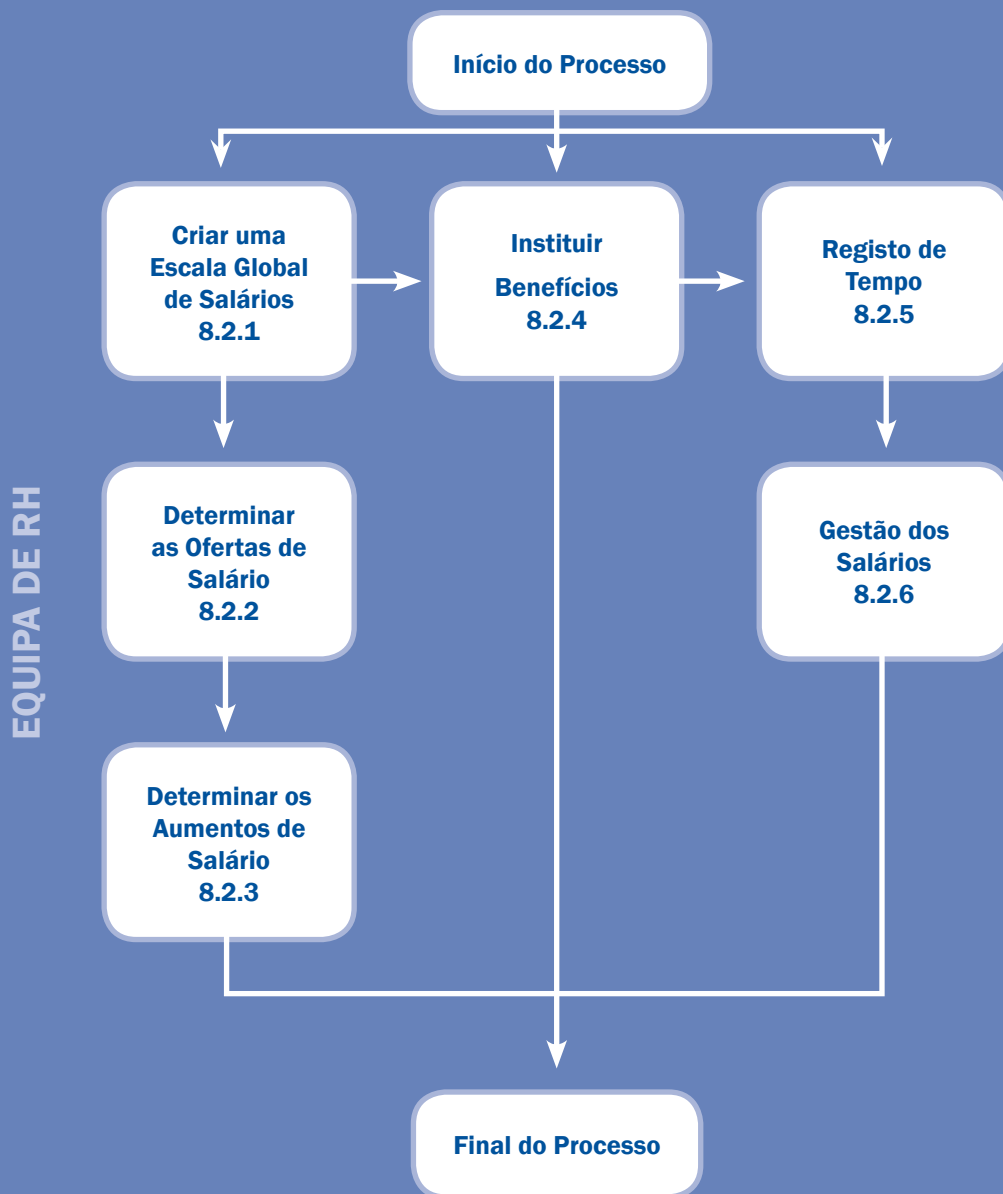 Início do Processo
Criar uma
Escala Global
de Salários
8.2.1
Instituir
Benefícios
8.2.4
Registo de
Tempo
8.2.5
EQUIPA DE RH
Determinar
as Ofertas de
Salário
8.2.2
Gestão dos
Salários
8.2.6
Determinar os
Aumentos de
Salário
8.2.3
Final do Processo